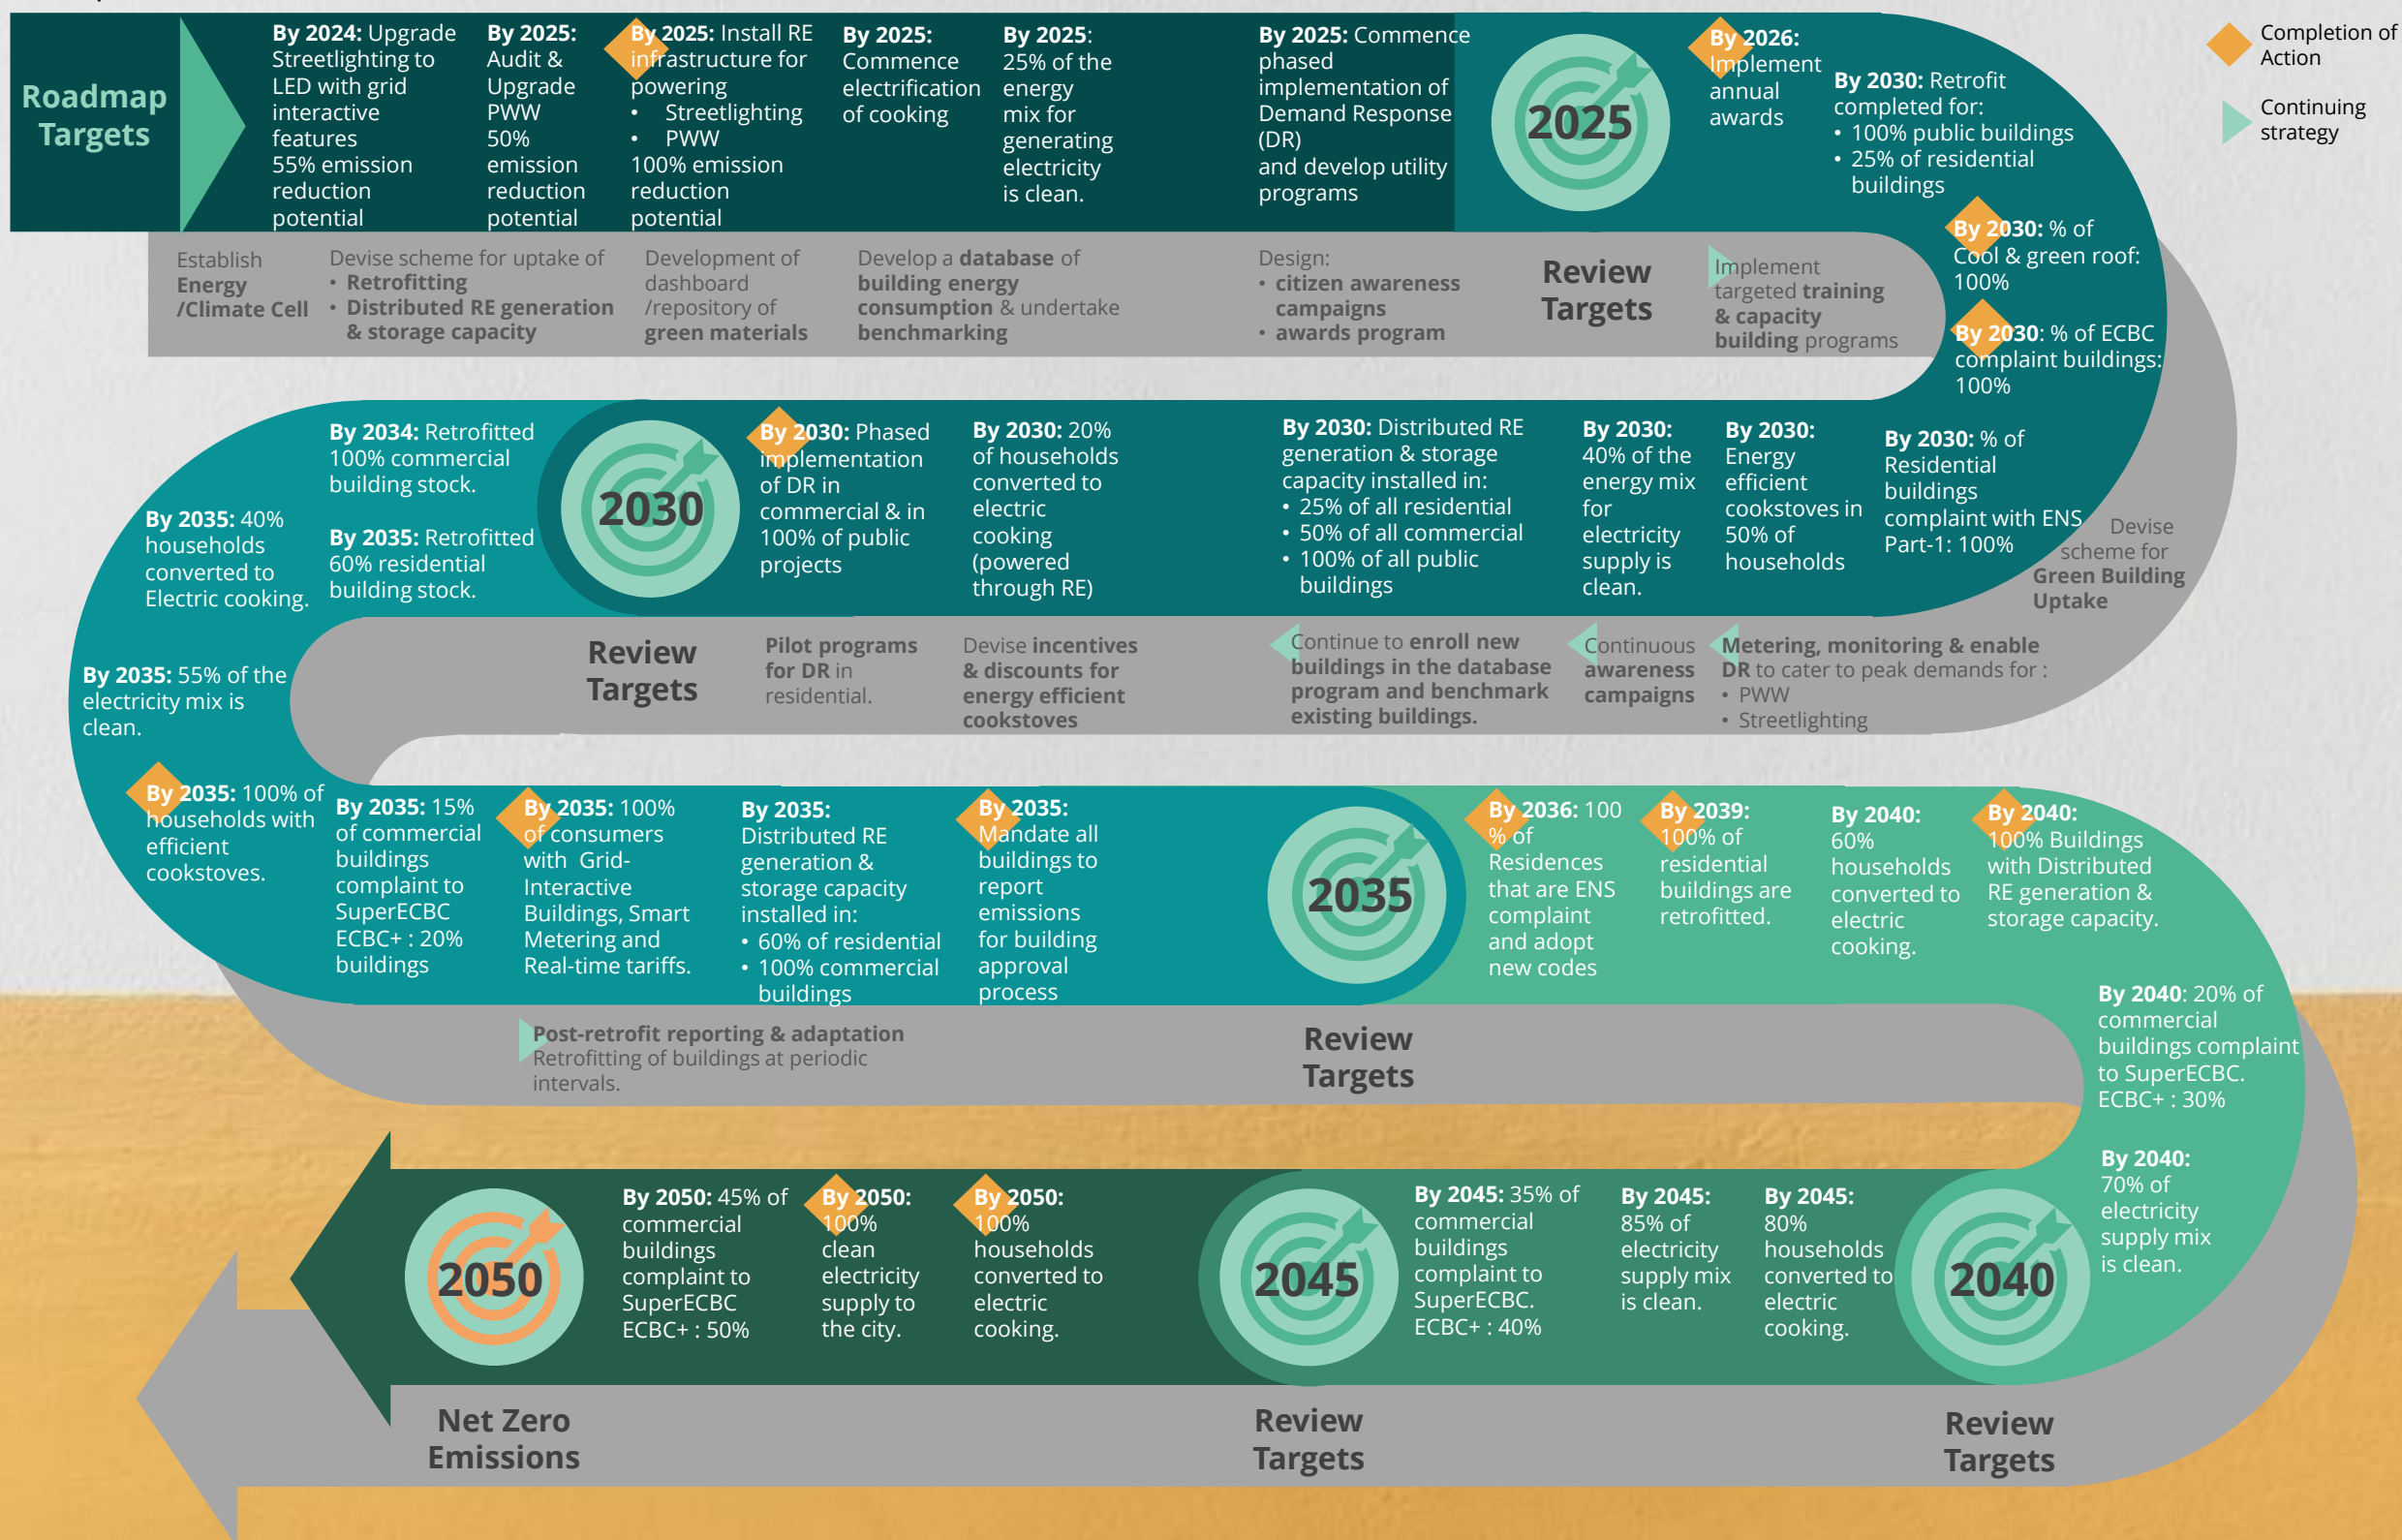 Roadmap
Targets
By 2024: Upgrade
Streetlighting to
LED with grid
interactive
features
55% emission
reduction
potential
By 2025:
Audit &
Upgrade
PWW
50%
emission
reduction
potential
By 2025: Install RE
infrastructure for
powering
• Streetlighting
• PWW
100% emission
reduction
potential
By 2025:
Commence
electrification
of cooking
By 2025:
25% of the
energy
mix for
generating
electricity
is clean.
By 2025: Commence
phased
implementation of
Demand Response
(DR)
and develop utility
programs
2025
By 2026:
Implement
annual
awards
By 2030: Retrofit
completed for:
• 100% public buildings
• 25% of residential
buildings
Completion of
Action
Continuing
strategy
By 2030: % of
Cool & green roof:
100%
By 2030: % of ECBC
complaint buildings:
100%
Establish
Energy
/Climate Cell
Devise scheme for uptake of
• Retrofitting
• Distributed RE generation
& storage capacity
Development of
dashboard
/repository of
green materials
Develop a database of
building energy
consumption & undertake
benchmarking
Design:
• citizen awareness
campaigns
• awards program
Review
Targets
Implement
targeted training
& capacity
building programs
By 2034: Retrofitted
100% commercial
building stock.
By 2035: 40%
households
converted to
Electric cooking.
By 2035: Retrofitted
60% residential
building stock.
2030
By 2030: Phased
implementation
of DR in
commercial & in
100% of public
projects
By 2030: 20%
of households
converted to
electric
cooking
(powered
through RE)
By 2030: Distributed RE
generation & storage
capacity installed in:
• 25% of all residential
• 50% of all commercial
• 100% of all public
buildings
By 2030:
40% of the
energy mix
for
electricity
supply is
clean.
By 2030:
Energy
efficient
cookstoves in
50% of
households
By 2030: % of
Residential
buildings
complaint with ENS
Part-1: 100%
Devise
scheme for
Green Building
Uptake
By 2035: 55% of the
electricity mix is
clean.
Review
Targets
Pilot programs
for DR in
residential.
Devise incentives
& discounts for
energy efficient
cookstoves
Continue to enroll new
buildings in the database
program and benchmark
existing buildings.
Continuous
awareness
campaigns
Metering, monitoring & enable
DR to cater to peak demands for :
• PWW
• Streetlighting
By 2035: 100% of
households with
efficient
cookstoves.
By 2035: 15%
of commercial
buildings
complaint to
SuperECBC
ECBC+ : 20%
buildings
By 2035: 100%
of consumers
with Grid-
Interactive
Buildings, Smart
Metering and
Real-time tariffs.
By 2035:
Distributed RE
generation &
storage capacity
installed in:
• 60% of residential
• 100% commercial
buildings
By 2035:
Mandate all
buildings to
report
emissions
for building
approval
process
2035
By 2036: 100
% of
Residences
that are ENS
complaint
and adopt
new codes
By 2039:
100% of
residential
buildings are
retrofitted.
By 2040:
60%
households
converted to
electric
cooking.
By 2040:
100% Buildings
with Distributed
RE generation &
storage capacity.
By 2040: 20% of
commercial
buildings complaint
to SuperECBC.
ECBC+ : 30%
Post-retrofit reporting & adaptation
Retrofitting of buildings at periodic
intervals.
Review
Targets
By 2040:
70% of
electricity
supply mix
is clean.
2050
By 2050: 45% of
commercial
buildings
complaint to
SuperECBC
ECBC+ : 50%
By 2050:
100%
clean
electricity
supply to
the city.
By 2050:
100%
households
converted to
electric
cooking.
2045
By 2045: 35% of
commercial
buildings
complaint to
SuperECBC.
ECBC+ : 40%
By 2045:
85% of
electricity
supply mix
is clean.
By 2045:
80%
households
converted to
electric
cooking.
2040
Net Zero
Emissions
Review
Targets
Review
Targets